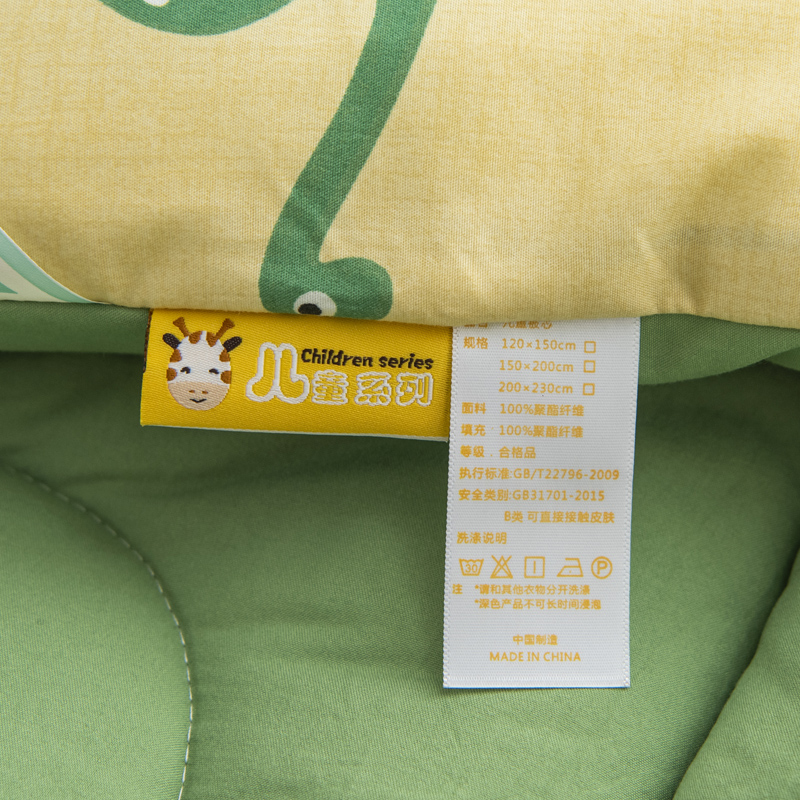 Children series
儿童系列
规格 120×150cm □
150×200cm □
200×230cm □
面料 100%聚酯纤维
填充: 100%聚酯纤维
等级: 合格品
执行标准:GB/T22796-2009
安全类别:GB31701-2015
B类 可直接接触皮肤
洗涤说明
30 P
注 *请和其他衣物分开洗涤
*深色产品不可长时间浸泡
中国制造
MADE IN CHINA